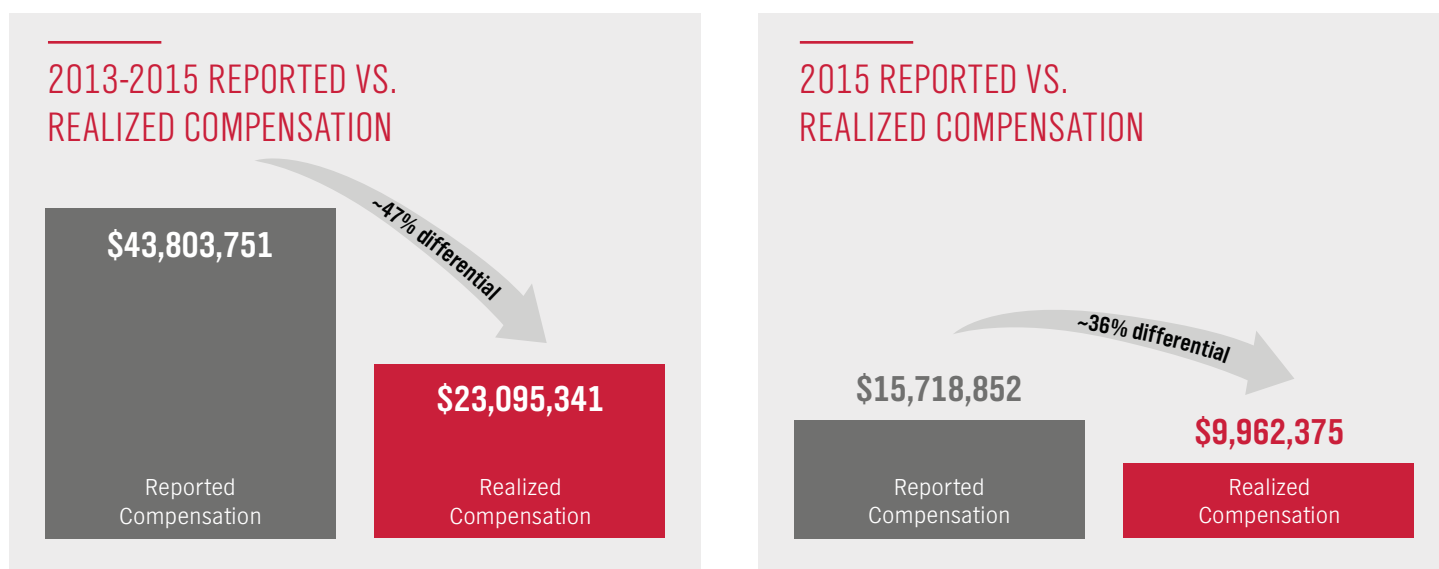 2013-2015 REPORTED VS.
REALIZED COMPENSATION
~47% differential
$43,803,751
Reported
Compensation
$23,095,341
Realized
Compensation
2015 REPORTED VS.
REALIZED COMPENSATION
~36% differential
$15,718,852
Reported
Compensation
$9,962,375
Realized
Compensation